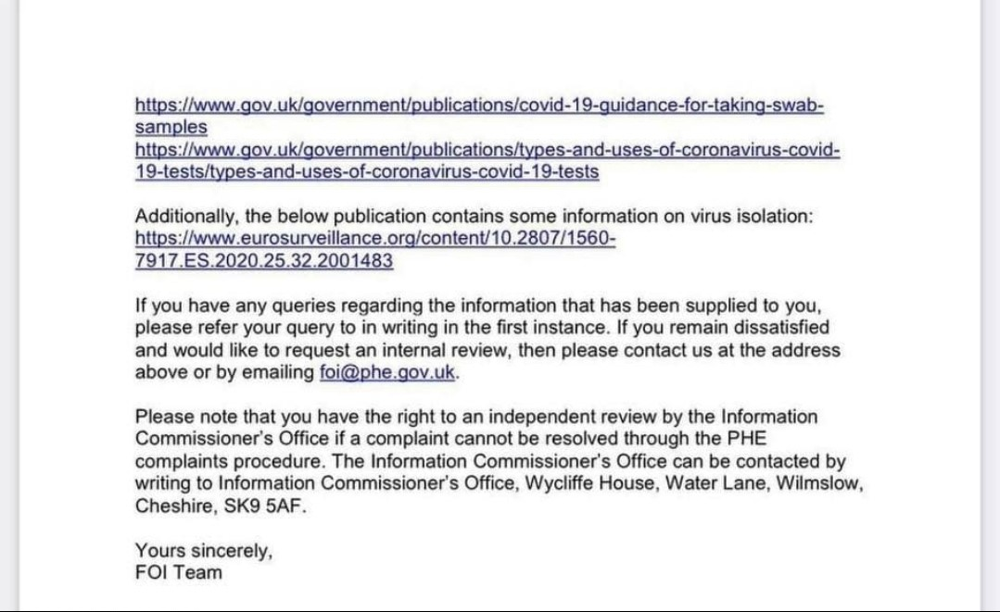 https://www.gov.uk/government/publications/covid-19-guidance-for-taking-swab-
samples
https://www.gov.uk/government/publications/types-and-uses-of-coronavirus-covid-
19-tests/types-and-uses-of-coronavirus-covid-19-tests
Additionally, the below publication contains some information on virus isolation:
https://www.eurosurveillance.org/content/10.2807/1560-
7917.ES.2020.25.32.2001483
If you have any queries regarding the information that has been supplied to you,
please refer your query to in writing in the first instance. If you remain dissatisfied
and would like to request an internal review, then please contact us at the address
above or by emailing foi@phe.gov.uk.
Please note that you have the right to an independent review by the Information
Commissioner's Office if a complaint cannot be resolved through the PHE
complaints procedure. The Information Commissioner's Office can be contacted by
writing to Information Commissioner's Office, Wycliffe House, Water Lane, Wilmslow,
Cheshire, SK9 5AF.
Yours sincerely,
FOI Team